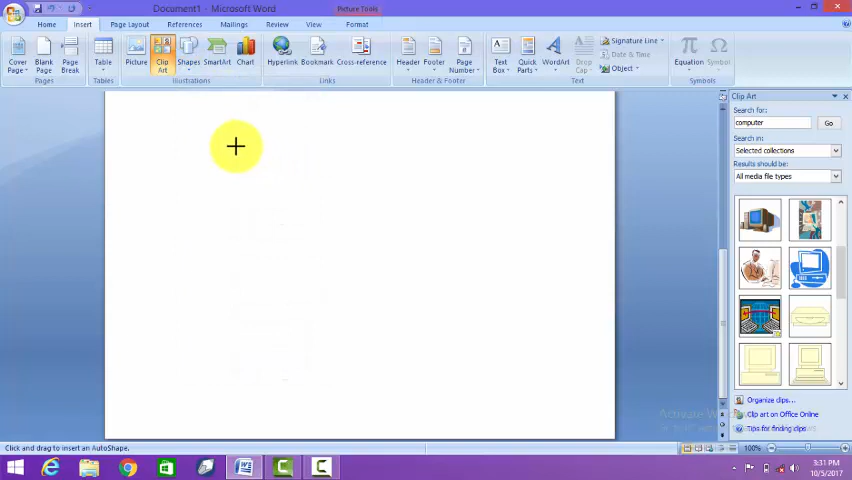 Document1 - Microsoft Word
Picture Tools
Home Insert Page Layout References Mailings Review View Format
Cover Page
Blank Page
Page Break
Table
Picture
Clip Art
Shapes
SmartArt
Chart
Hyperlink
Bookmark
Cross-reference
Header
Footer
Page Number
Text Box
Quick Parts
WordArt
Drop Cap
Signature Line
Date & Time
Object
Equation
Symbol
Pages Tables Illustrations Links Header & Footer Text Symbols
Clip Art
Search for:
computer Go
Search in:
Selected collections
Results should be:
All media file types
Organize clips...
Clip art on Office Online
Tips for finding clips
Click and drag to insert an AutoShape.
100%
3:31 PM
10/5/2017